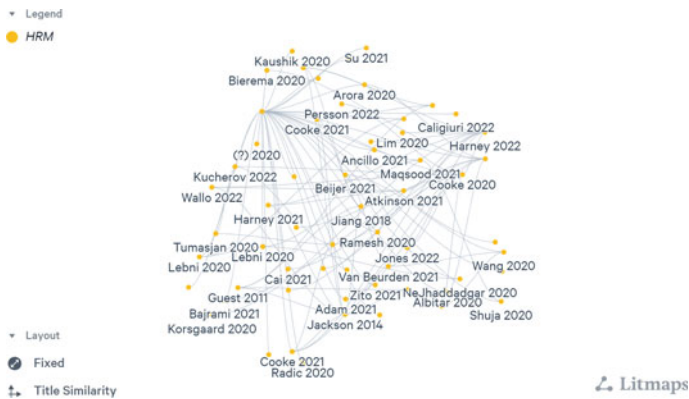 Legend
HRM
Su 2021
Kaushik 2020
Bierema 2020
Arora 2020
Persson 2022
Caligiuri 2022
Cooke 2021
Lim 2020
Harney 2022
(?) 2020
Ancillo 2021
Kucherov 2022
Maqsood 2021
Beijer 2021
Cooke 2020
Wallo 2022
Atkinson 2021
Harney 2021
Jiang 2018
Tumasjan 2020
Ramesh 2020
Lebni 2020
Jones 2022
Lebni 2020
Wang 2020
Cai 2021
Van Beurden 2021
Guest 2011
Zito 2021
NeJhaddadgar 2020
Bajrami 2021
Adam 2021
Albitar 2020
Shuja 2020
Korsgaard 2020
Jackson 2014
Layout
Cooke 2021
Fixed
Radic 2020
Title Similarity
Litmaps